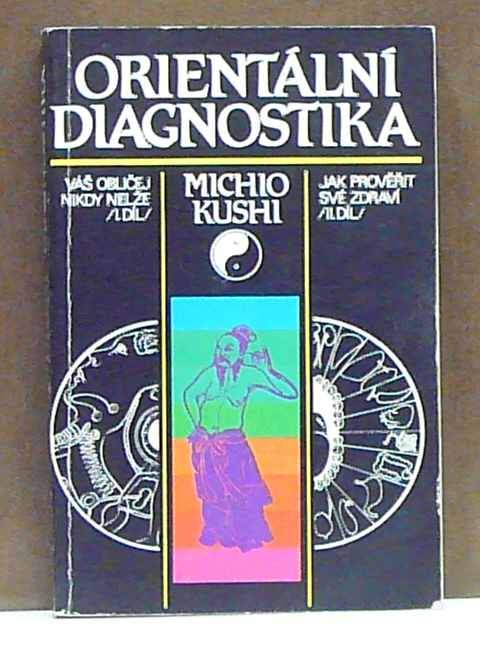 ORIENTÁLNÍ
DIAGNOSTIKA
VÁŠ OBLIČEJ
NIKDY NELŽE
/I.DÍL/
MICHIO
KUSHI
JAK PROVĚŘIT
SVÉ ZDRAVÍ
/II.DÍL/